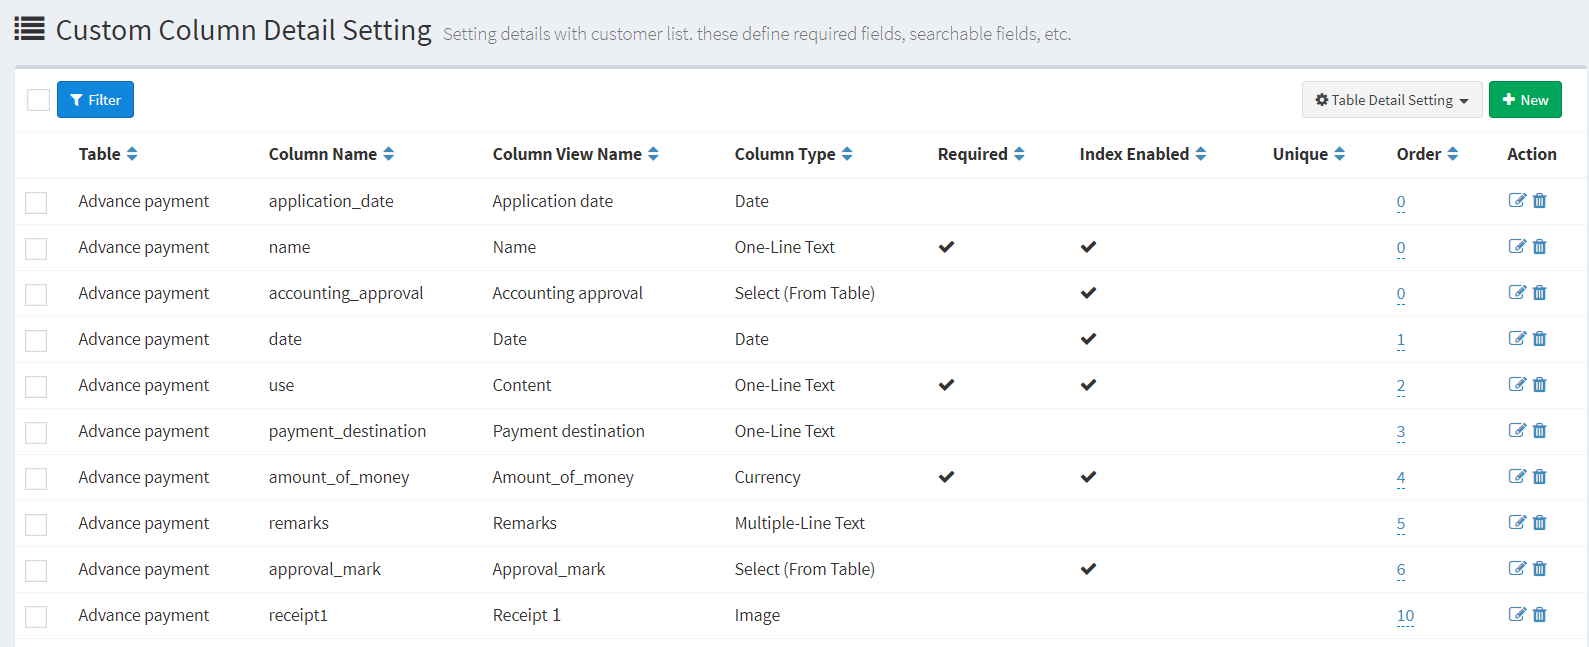 Custom Column Detail Setting Setting details with customer list. these define required fields, searchable fields, etc.
Filter Table Detail Setting New
Table Column Name Column View Name Column Type Required Index Enabled Unique Order Action
Advance payment application_date Application date Date 0
Advance payment name Name One-Line Text 0
Advance payment accounting_approval Accounting approval Select (From Table) 0
Advance payment date Date Date 1
Advance payment use Content One-Line Text 2
Advance payment payment_destination Payment destination One-Line Text 3
Advance payment amount_of_money Amount_of_money Currency 4
Advance payment remarks Remarks Multiple-Line Text 5
Advance payment approval_mark Approval_mark Select (From Table) 6
Advance payment receipt1 Receipt 1 Image 10